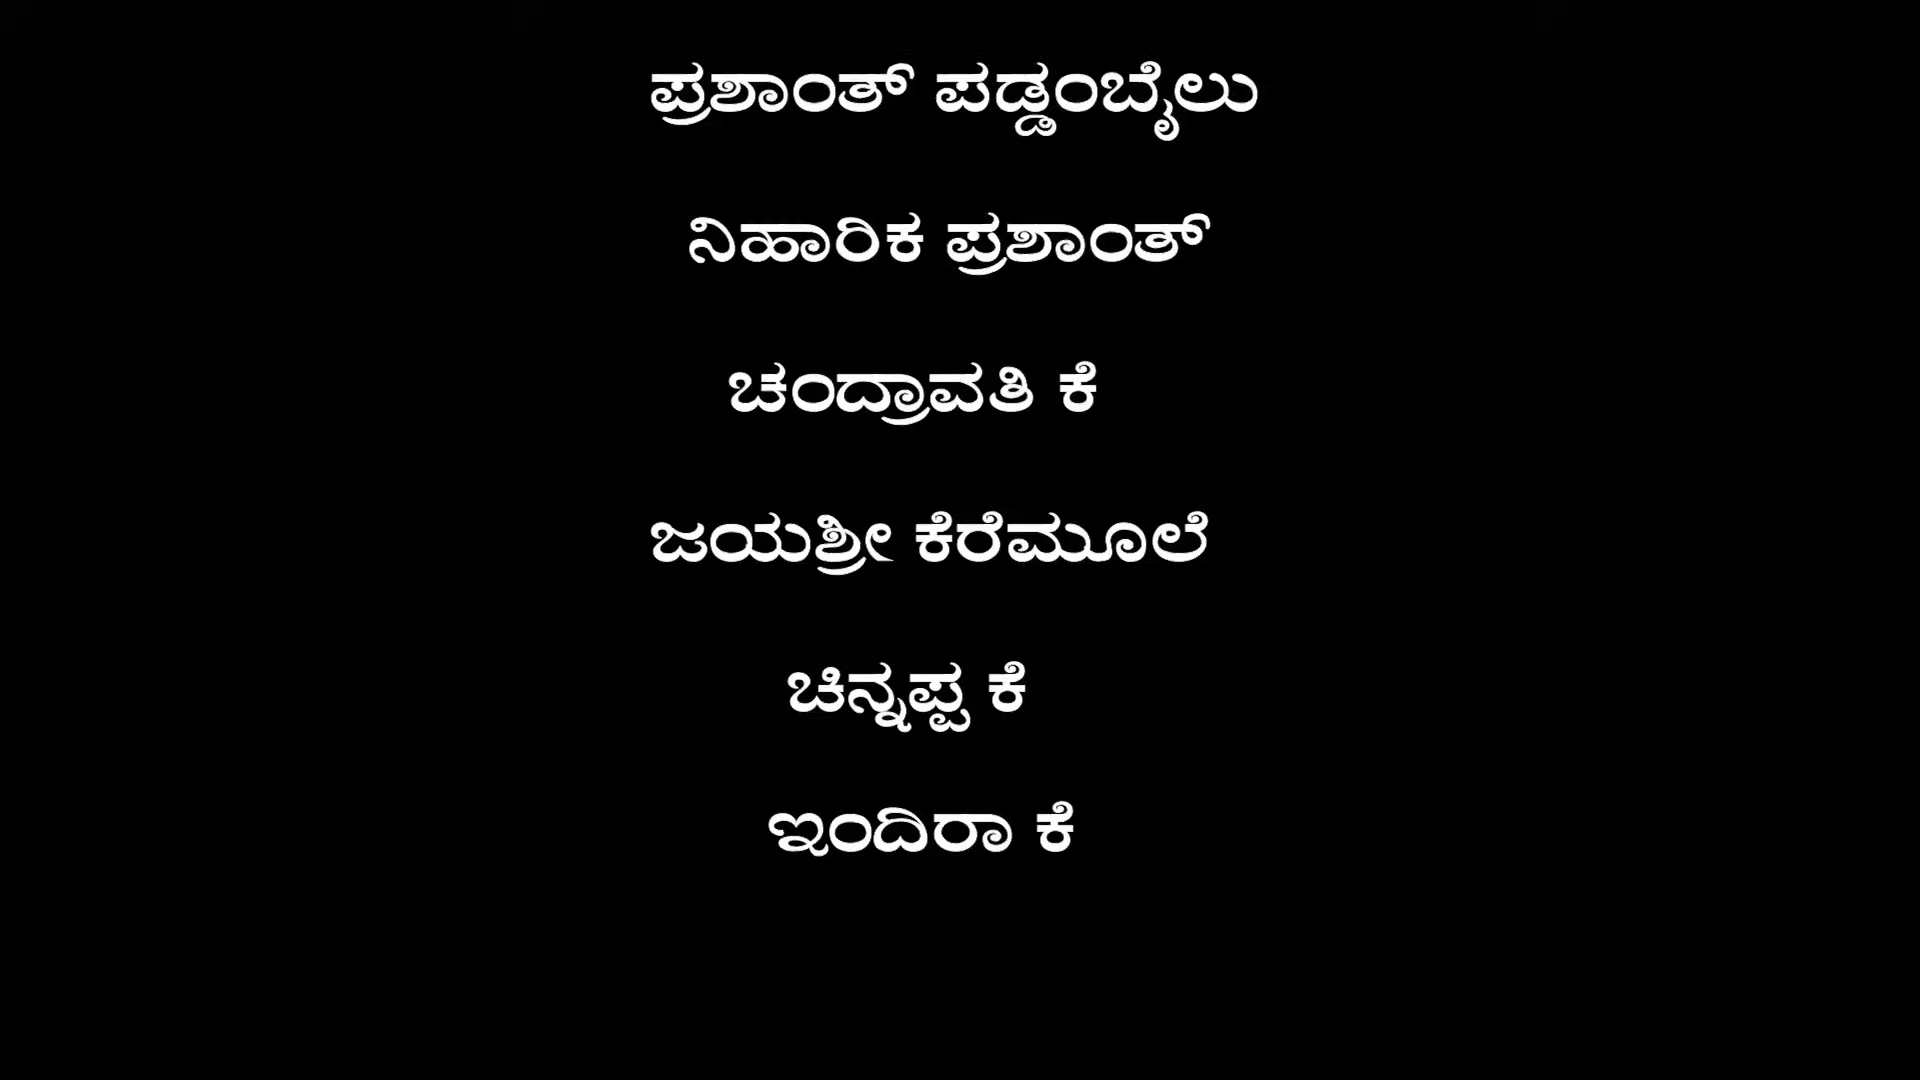 ಪ್ರಶಾಂತ್ ಪಡ್ಡಂಬೈಲು
ನಿಹಾರಿಕ ಪ್ರಶಾಂತ್
ಚಂದ್ರಾವತಿ ಕೆ
ಜಯಶ್ರೀ ಕೆರೆಮೂಲೆ
ಚಿನ್ನಪ್ಪ ಕೆ
ಇಂದಿರಾ ಕೆ